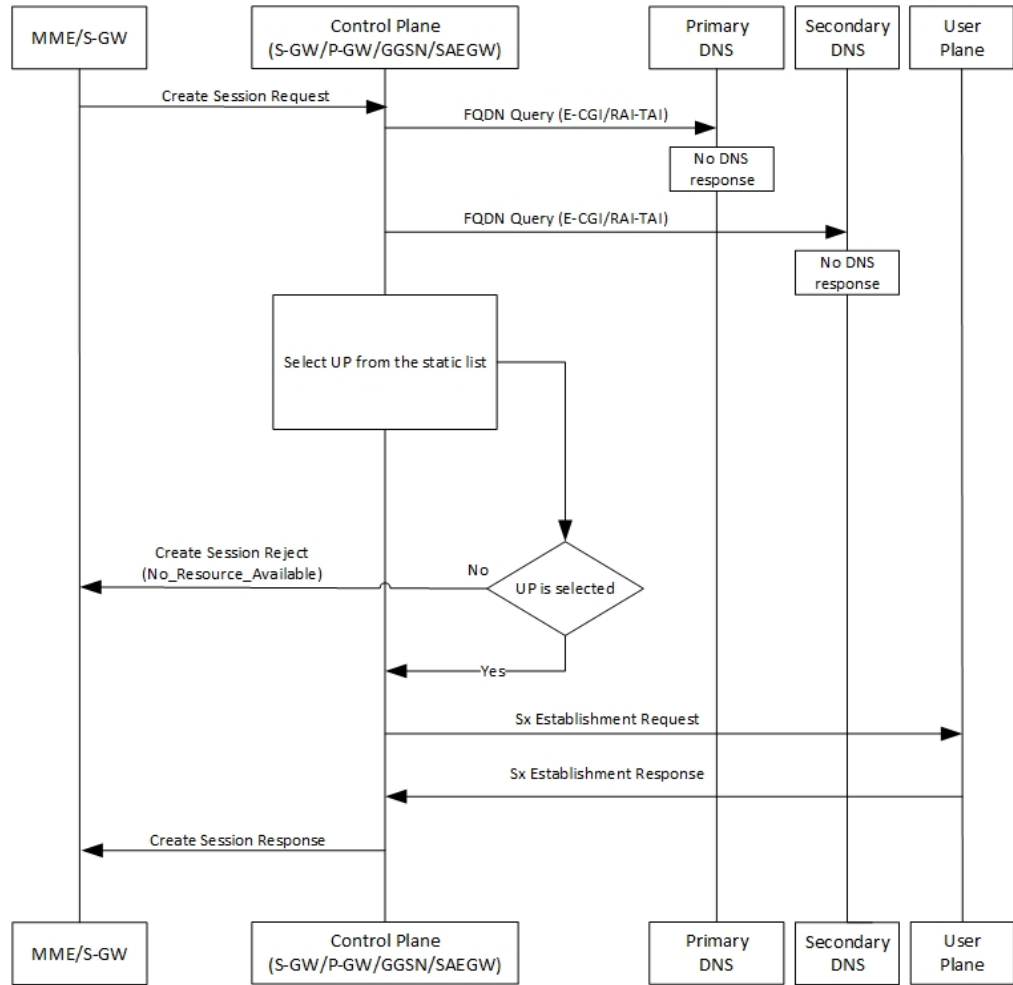 MME/S-GW
Control Plane
(S-GW/P-GW/GGSN/SAEGW)
Primary
DNS
Secondary
DNS
User
Plane
Create Session Request
FQDN Query (E-CGI/RAI-TAI)
No DNS
response
FQDN Query (E-CGI/RAI-TAI)
No DNS
response
Select UP from the static list
Create Session Reject
(No_Resource_Available)
No
UP is selected
Yes
Sx Establishment Request
Sx Establishment Response
Create Session Response
MME/S-GW
Control Plane
(S-GW/P-GW/GGSN/SAEGW)
Primary
DNS
Secondary
DNS
User
Plane